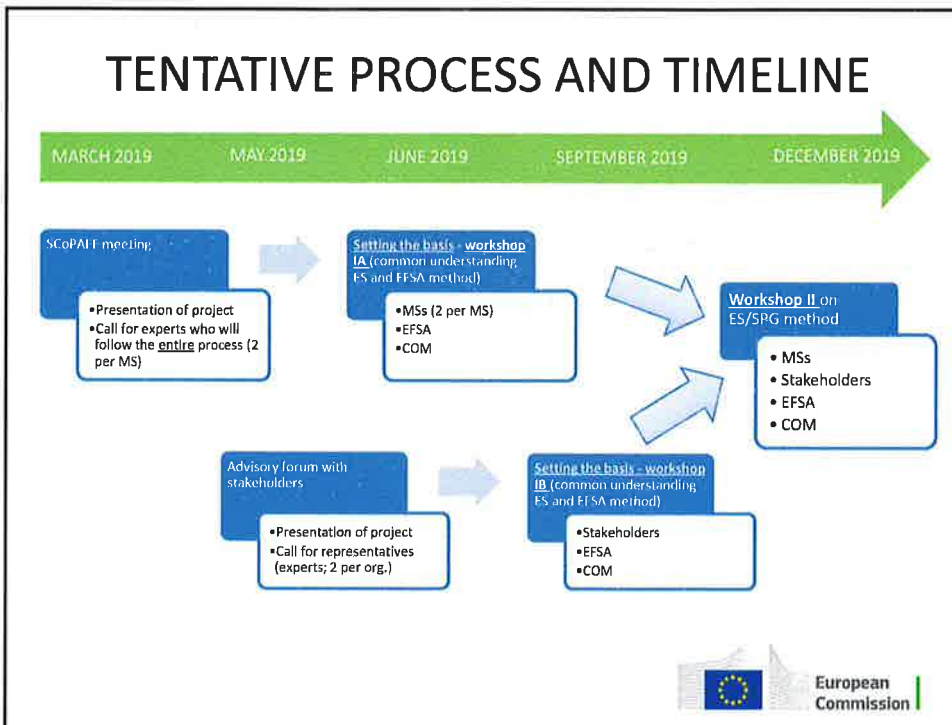 TENTATIVE PROCESS AND TIMELINE
MARCH 2019
MAY 2019
JUNE 2019
SEPTEMBER 2019
DECEMBER 2019
SCoPAFF meeting
•Presentation of project
•Call for experts who will
follow the entire process (2
per MS)
Setting the basis - workshop
IA (common understanding
ES and EFSA method)
•MSs (2 per MS)
•EFSA
•COM
Workshop II on
ES/SPG method
• MSs
• Stakeholders
• EFSA
• COM
Advisory forum with
stakeholders
•Presentation of project
•Call for representatives
(experts; 2 per org.)
Setting the basis - workshop
IB (common understanding
ES and EFSA method)
•Stakeholders
•EFSA
•COM
European
Commission